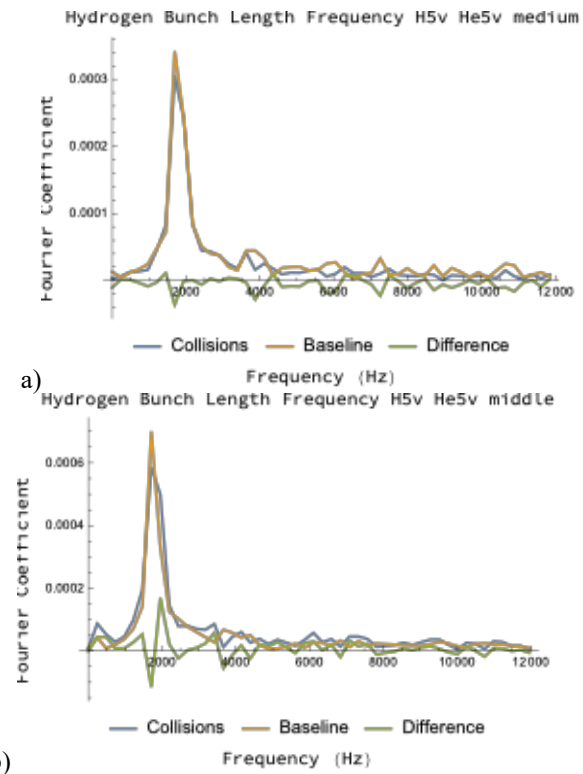 Hydrogen Bunch Length Frequency H5v He5v medium
Fourier Coefficient
0.0003
0.0002
0.0001
2000 4000 6000 8000 10000 12000
Collisions Baseline Difference
a)
Frequency (Hz)
Hydrogen Bunch Length Frequency H5v He5v middle
Fourier Coefficient
0.0006
0.0004
0.0002
2000 4000 6000 8000 10000 12000
Collisions Baseline Difference
Frequency (Hz)
)